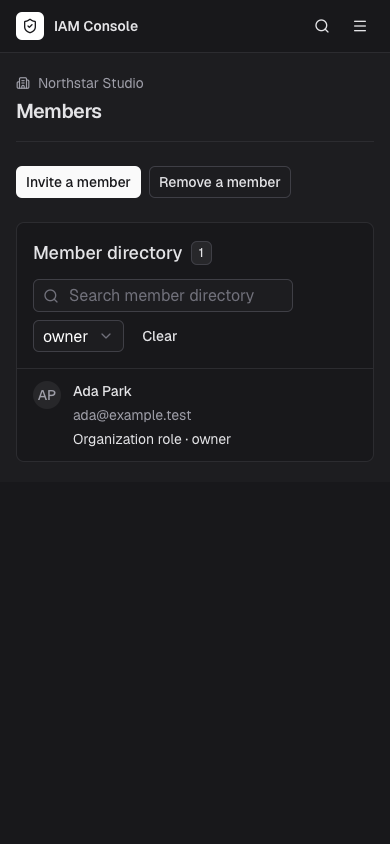 IAM Console
Northstar Studio
Members
Invite a member
Remove a member
Member directory 1
Search member directory
owner
Clear
AP
Ada Park
ada@example.test
Organization role · owner